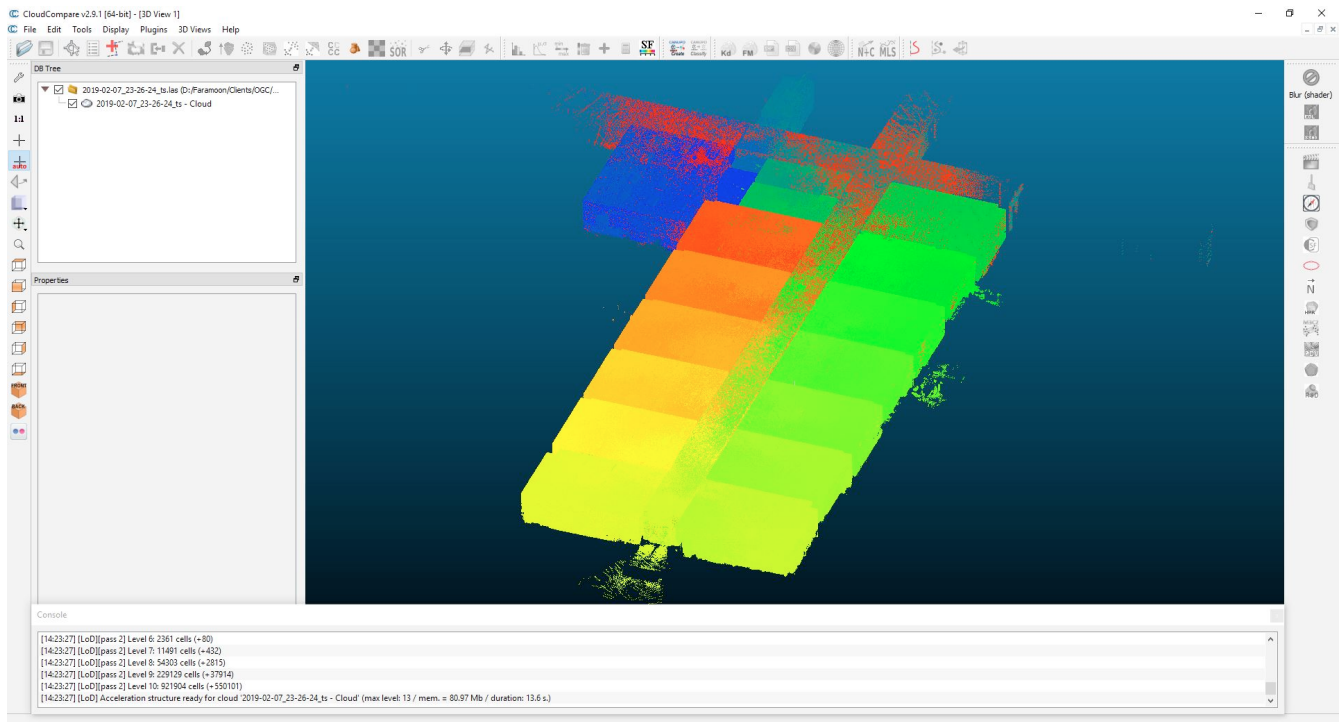 CloudCompare v2.9.1 [64-bit] - [3D View 1]
File Edit Tools Display Plugins 3D Views Help
SOR SF Kd FM N+C MLS
DB Tree
2019-02-07_23-26-24_ts.las (D:/Faramoon/Clients/OGC/...
2019-02-07_23-26-24_ts - Cloud
1:1
auto
Blur (shader)
Properties
N
FRONT
BACK
Console
[14:23:27] [LoD][pass 2] Level 6: 2361 cells (+80)
[14:23:27] [LoD][pass 2] Level 7: 11491 cells (+432)
[14:23:27] [LoD][pass 2] Level 8: 54303 cells (+2815)
[14:23:27] [LoD][pass 2] Level 9: 229129 cells (+37914)
[14:23:27] [LoD][pass 2] Level 10: 921904 cells (+550101)
[14:23:27] [LoD] Acceleration structure ready for cloud '2019-02-07_23-26-24_ts - Cloud' (max level: 13 / mem. = 80.97 Mb / duration: 13.6 s.)